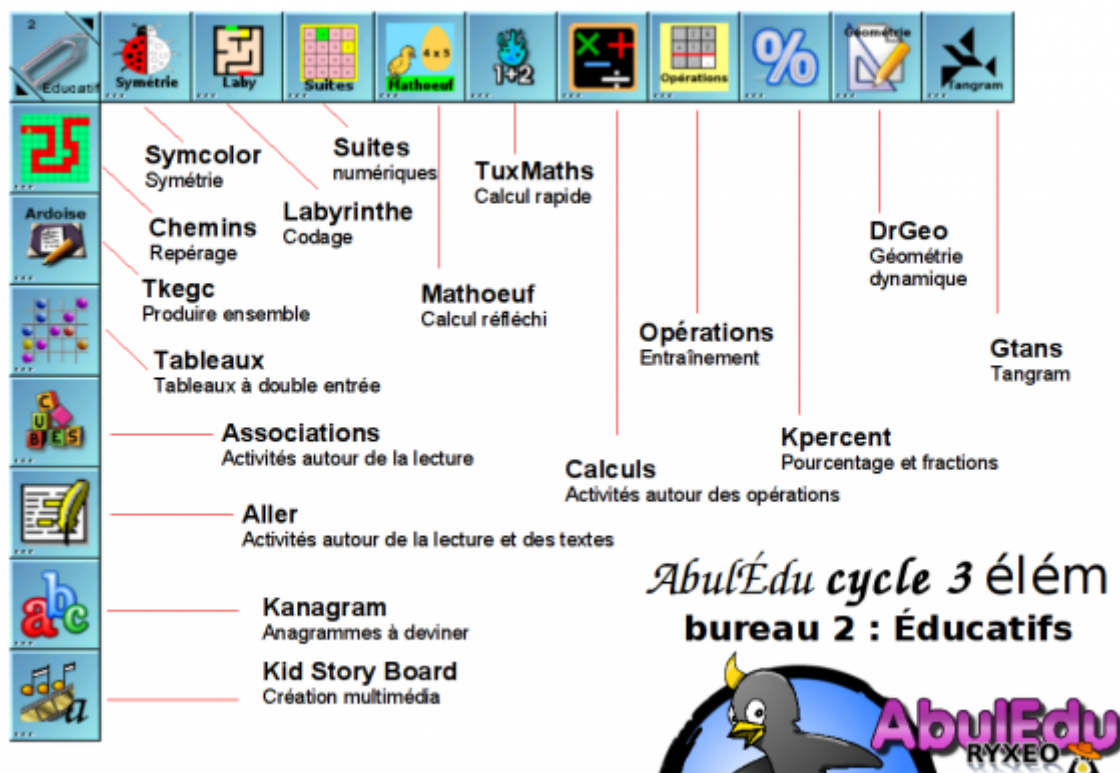 2
Educatif
Symétrie
Laby
Suites
4 x 5
Mathoeuf
1+2
Opérations
%
Géométrie
Tangram
Ardoise
CUBES
abc
a
Symcolor
Symétrie
Suites
numériques
TuxMaths
Calcul rapide
Labyrinthe
Codage
Chemins
Repérage
DrGeo
Géométrie
dynamique
Tkegc
Produire ensemble
Mathoeuf
Calcul réfléchi
Opérations
Entraînement
Gtans
Tangram
Tableaux
Tableaux à double entrée
Associations
Activités autour de la lecture
Kpercent
Pourcentage et fractions
Calculs
Activités autour des opérations
Aller
Activités autour de la lecture et des textes
AbulÉdu cycle 3 élém
bureau 2 : Éducatifs
Kanagram
Anagrammes à deviner
Kid Story Board
Création multimédia
AbulEdu
RYXEO